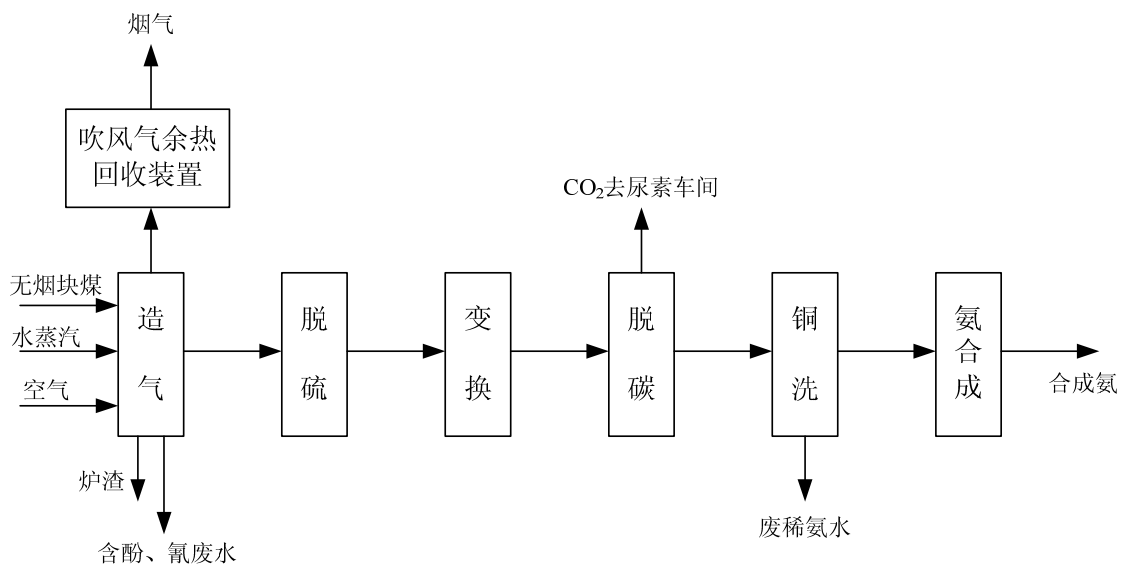 烟气
吹风气余热
回收装置
CO₂去尿素车间
无烟块煤
水蒸汽
空气
造气
脱硫
变换
脱碳
铜洗
氨合成
合成氨
炉渣
含酚、氰废水
废稀氨水